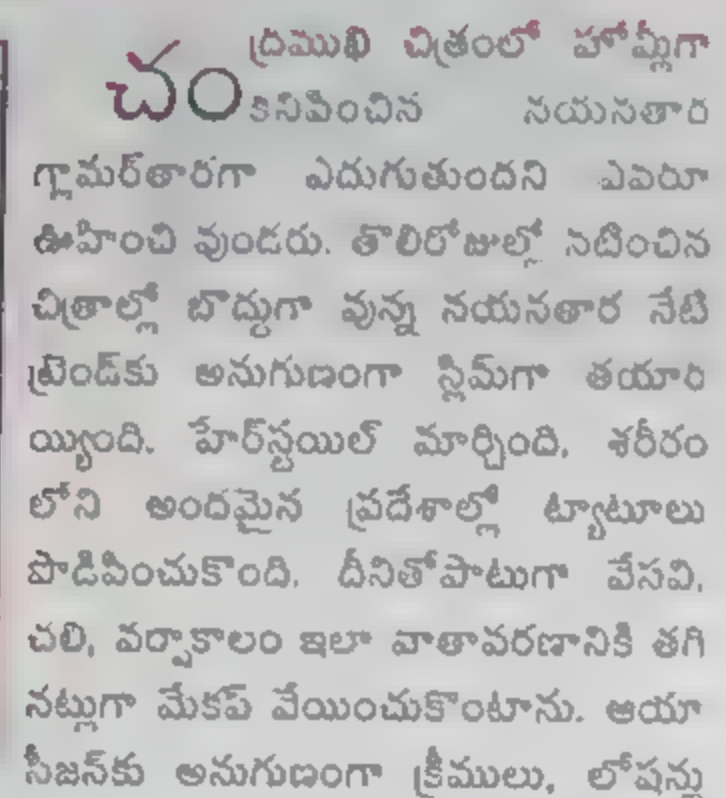 చంద్రముఖి చిత్రంలో హోమ్లీగా
కనిపించిన నయనతార
గ్లామర్‌తారగా ఎదుగుతుందని ఎవరూ
ఊహించి వుండరు. తొలిరోజుల్లో నటించిన
చిత్రాల్లో బొద్దుగా వున్న నయనతార నేటి
ట్రెండ్‌కు అనుగుణంగా స్లిమ్‌గా తయారి
య్యింది. హేర్‌స్టయిల్ మార్చింది. శరీరం
లోని అందమైన ప్రదేశాల్లో ట్యాటూలు
పొడిపించుకొంది. దీనితోపాటుగా వేసవి,
చలి, వర్షాకాలం ఇలా వాతావరణానికి తగి
నట్లుగా మేకప్ వేయించుకొంటాను. ఆయా
సీజన్‌కు అనుగుణంగా క్రీములు, లోషన్లు